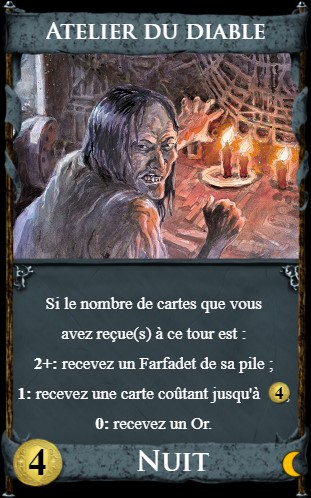 ATELIER DU DIABLE
Si le nombre de cartes que vous
avez reçue(s) à ce tour est :
2+: recevez un Farfadet de sa pile ;
1: recevez une carte coûtant jusqu'à 4;
0: recevez un Or.
4 NUIT